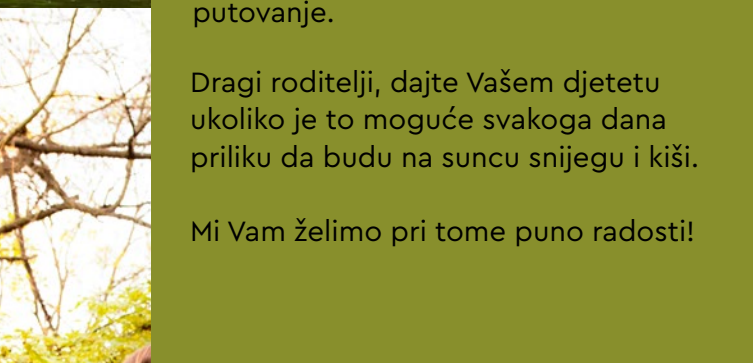 putovanje.
Dragi roditelji, dajte Vašem djetetu
ukoliko je to moguće svakoga dana
priliku da budu na suncu snijegu i kiši.
Mi Vam želimo pri tome puno radosti!